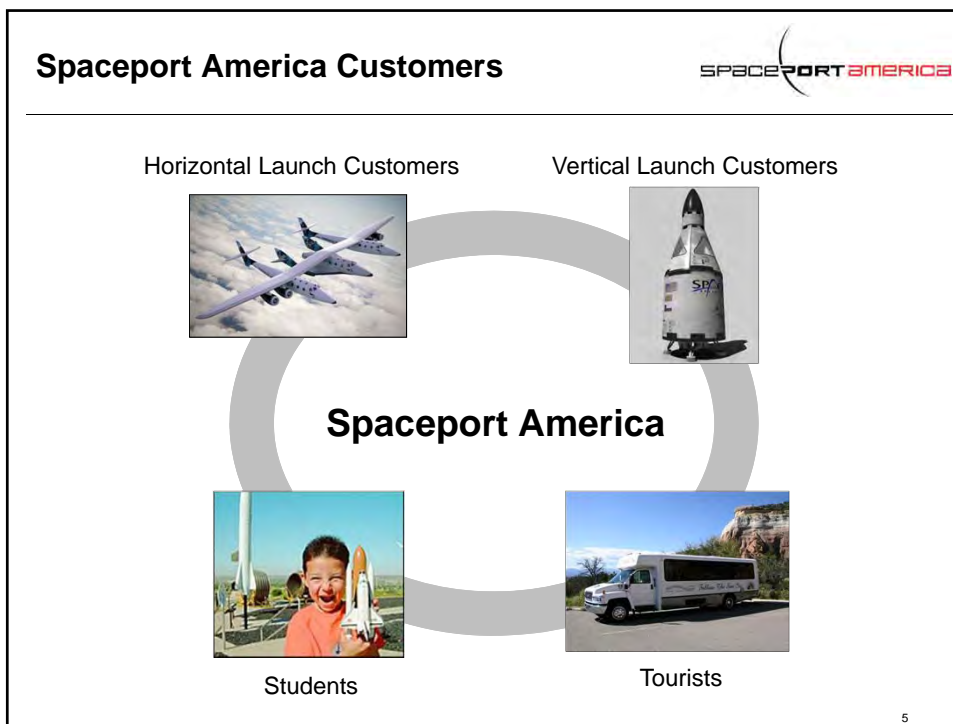 Spaceport America Customers
SPACEPORT AMERICA
Horizontal Launch Customers
Vertical Launch Customers
Spaceport America
Students
Tourists
5